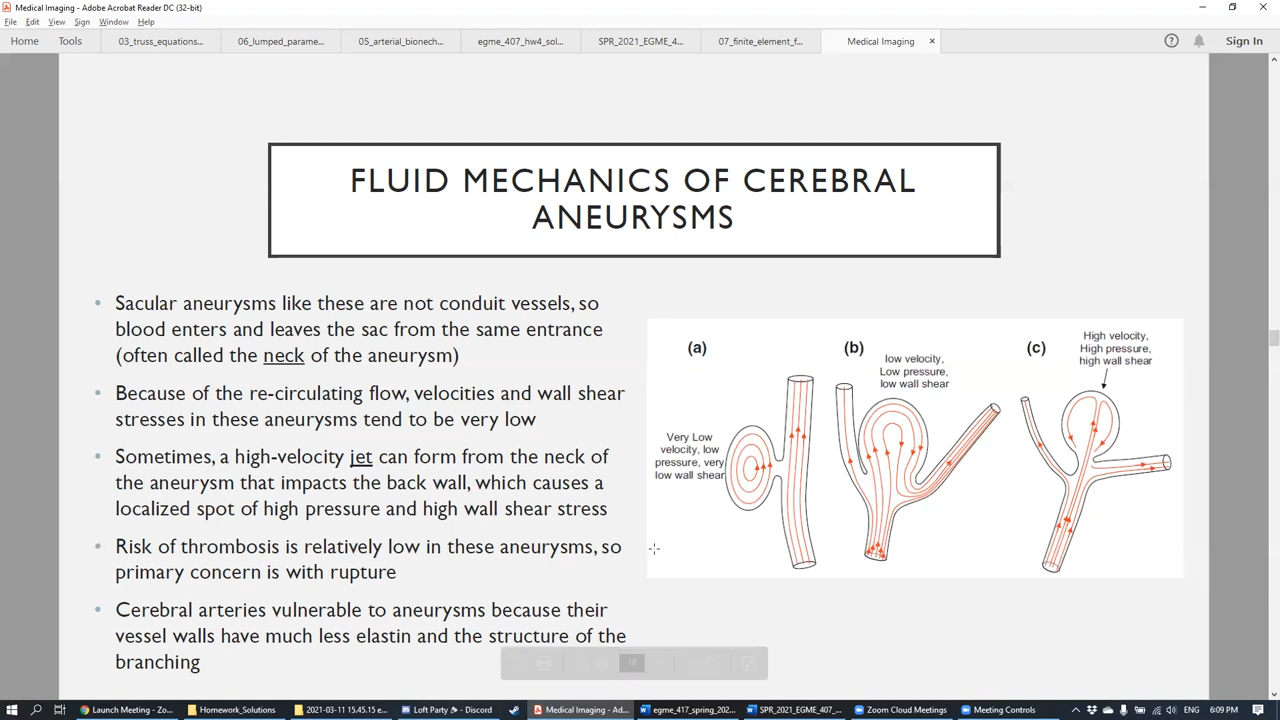 Medical Imaging - Adobe Acrobat Reader DC (32-bit)
File Edit View Sign Window Help
Home Tools 03_truss_equations... 06_lumped_parame... 05_arterial_bionech... egme_407_hw4_sol... SPR_2021_EGME_4... 07_finite_element_f... Medical Imaging × Sign In
FLUID MECHANICS OF CEREBRAL
ANEURYSMS
• Sacular aneurysms like these are not conduit vessels, so
blood enters and leaves the sac from the same entrance
(often called the neck of the aneurysm)
• Because of the re-circulating flow, velocities and wall shear
stresses in these aneurysms tend to be very low
• Sometimes, a high-velocity jet can form from the neck of
the aneurysm that impacts the back wall, which causes a
localized spot of high pressure and high wall shear stress
• Risk of thrombosis is relatively low in these aneurysms, so
primary concern is with rupture
• Cerebral arteries vulnerable to aneurysms because their
vessel walls have much less elastin and the structure of the
branching
(a)
Very Low
velocity, low
pressure, very
low wall shear
(b)
low velocity,
Low pressure,
low wall shear
(c)
High velocity,
High pressure,
high wall shear
Launch Meeting - Zo... Homework_Solutions 2021-03-11 15.45.15 e... Loft Party - Discord Medical Imaging - Ad... egme_417_spring_202... SPR_2021_EGME_40... Zoom Cloud Meetings Meeting Controls ENG 6:09 PM